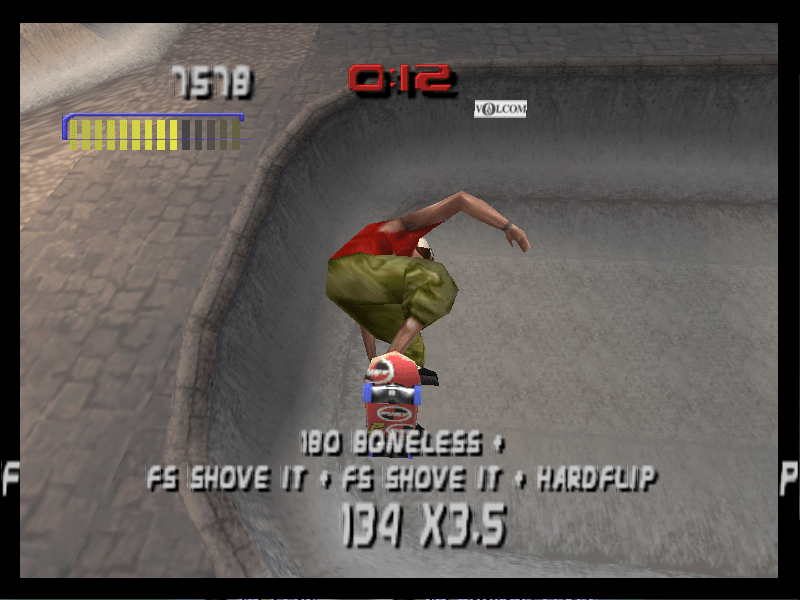 7578
0:12
VOLCOM
180 BONELESS +
FS SHOVE IT + FS SHOVE IT + HARDFLIP
134 X3.5
F
P